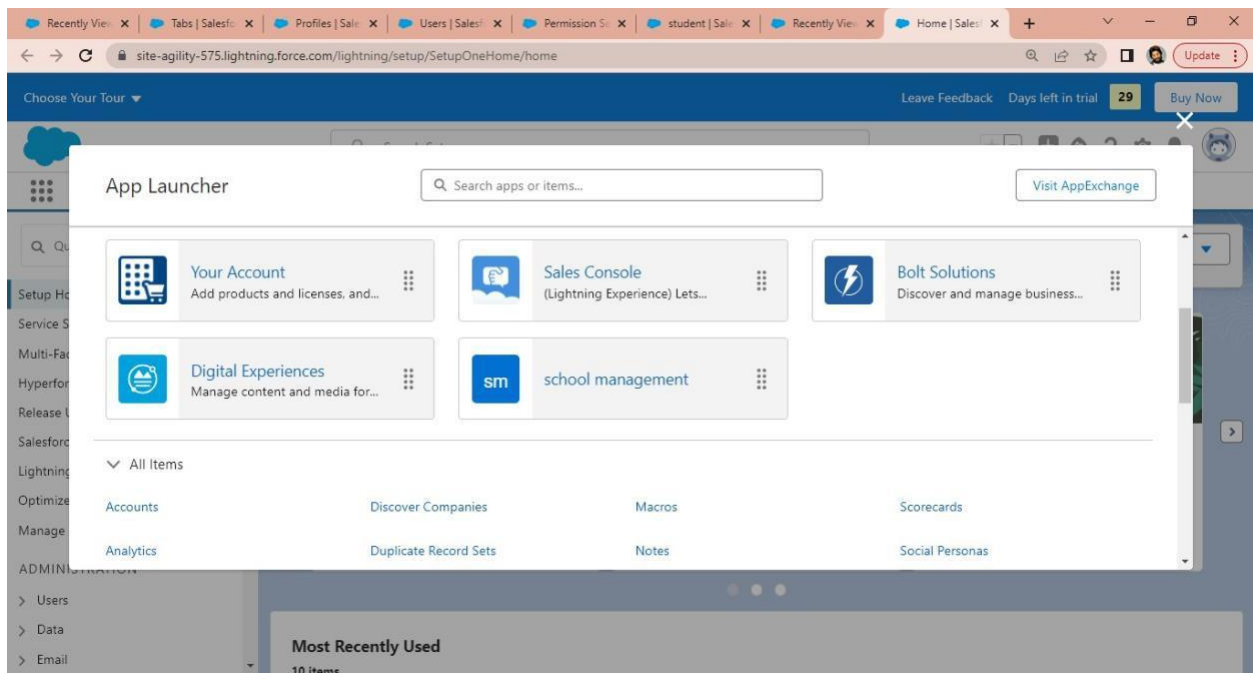 Recently View
Tabs | Salesfo
Profiles | Sale
Users | Salesf
Permission Se
student | Sale
Recently View
Home | Salesf
site-agility-575.lightning.force.com/lightning/setup/SetupOneHome/home
Update
Choose Your Tour
Leave Feedback
Days left in trial
29
Buy Now
App Launcher
Search apps or items...
Visit AppExchange
Qu
Your Account
Add products and licenses, and...
Sales Console
(Lightning Experience) Lets...
Bolt Solutions
Discover and manage business...
Digital Experiences
Manage content and media for...
sm
school management
Setup Ho
Service S
Multi-Fac
Hyperfor
Release U
Salesforc
Lightning
Optimize
Manage
All Items
Accounts
Discover Companies
Macros
Scorecards
Analytics
Duplicate Record Sets
Notes
Social Personas
Users
Data
Email
Most Recently Used
10 items